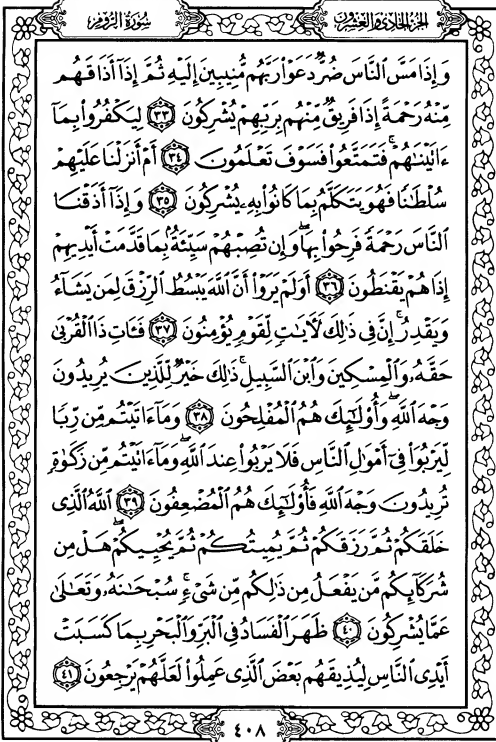 الجزء الحادي والعشرون
سورة الروم
وَإِذَا مَسَّ ٱلنَّاسَ ضُرٌّ دَعَوْا۟ رَبَّهُم مُّنِيبِينَ إِلَيْهِ ثُمَّ إِذَآ أَذَاقَهُم
مِّنْهُ رَحْمَةً إِذَا فَرِيقٌ مِّنْهُم بِرَبِّهِمْ يُشْرِكُونَ ٣٣ لِيَكْفُرُوا۟ بِمَآ
ءَاتَيْنَٰهُمْ ۚ فَتَمَتَّعُوا۟ فَسَوْفَ تَعْلَمُونَ ٣٤ أَمْ أَنزَلْنَا عَلَيْهِمْ
سُلْطَٰنًا فَهُوَ يَتَكَلَّمُ بِمَا كَانُوا۟ بِهِۦ يُشْرِكُونَ ٣٥ وَإِذَآ أَذَقْنَا
ٱلنَّاسَ رَحْمَةً فَرِحُوا۟ بِهَا ۖ وَإِن تُصِبْهُمْ سَيِّئَةٌۢ بِمَا قَدَّمَتْ أَيْدِيهِمْ
إِذَا هُمْ يَقْنَطُونَ ٣٦ أَوَلَمْ يَرَوْا۟ أَنَّ ٱللَّهَ يَبْسُطُ ٱلرِّزْقَ لِمَن يَشَآءُ
وَيَقْدِرُ ۚ إِنَّ فِى ذَٰلِكَ لَءَايَٰتٍ لِّقَوْمٍ يُؤْمِنُونَ ٣٧ فَـَٔاتِ ذَا ٱلْقُرْبَىٰ
حَقَّهُۥ وَٱلْمِسْكِينَ وَٱبْنَ ٱلسَّبِيلِ ۚ ذَٰلِكَ خَيْرٌ لِّلَّذِينَ يُرِيدُونَ
وَجْهَ ٱللَّهِ ۖ وَأُو۟لَٰٓئِكَ هُمُ ٱلْمُفْلِحُونَ ٣٨ وَمَآ ءَاتَيْتُم مِّن رِّبًا
لِّيَرْبُوَا۟ فِىٓ أَمْوَٰلِ ٱلنَّاسِ فَلَا يَرْبُوا۟ عِندَ ٱللَّهِ ۖ وَمَآ ءَاتَيْتُم مِّن زَكَوٰةٍ
تُرِيدُونَ وَجْهَ ٱللَّهِ فَأُو۟لَٰٓئِكَ هُمُ ٱلْمُضْعِفُونَ ٣٩ ٱللَّهُ ٱلَّذِى
خَلَقَكُمْ ثُمَّ رَزَقَكُمْ ثُمَّ يُمِيتُكُمْ ثُمَّ يُحْيِيكُمْ ۖ هَلْ مِن
شُرَكَآئِكُم مَّن يَفْعَلُ مِن ذَٰلِكُم مِّن شَىْءٍ ۚ سُبْحَٰنَهُۥ وَتَعَٰلَىٰ
عَمَّا يُشْرِكُونَ ٤٠ ظَهَرَ ٱلْفَسَادُ فِى ٱلْبَرِّ وَٱلْبَحْرِ بِمَا كَسَبَتْ
أَيْدِى ٱلنَّاسِ لِيُذِيقَهُم بَعْضَ ٱلَّذِى عَمِلُوا۟ لَعَلَّهُمْ يَرْجِعُونَ ٤١
٤٠٨